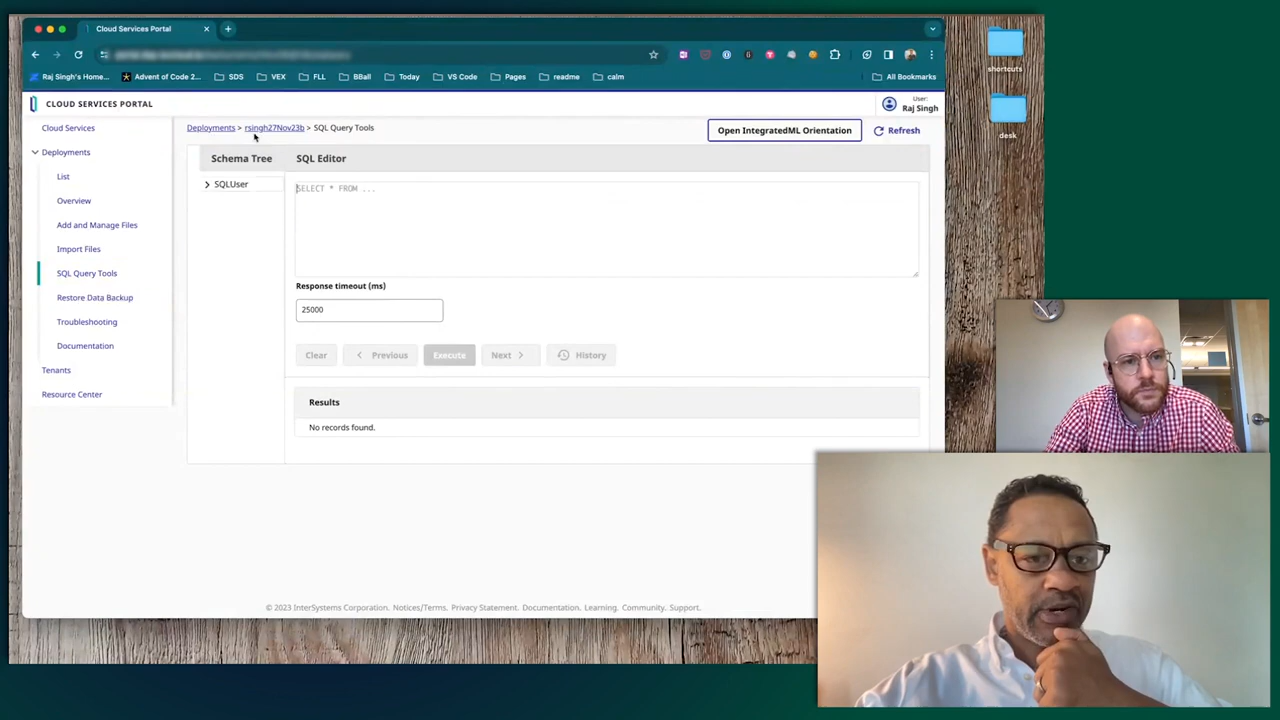 Cloud Services Portal
Raj Singh's Home...
Advent of Code 2...
SDS
VEX
FLL
BBall
Today
VS Code
Pages
readme
calm
All Bookmarks
shortcuts
desk
CLOUD SERVICES PORTAL
User:
Raj Singh
Cloud Services
Deployments
List
Overview
Add and Manage Files
Import Files
SQL Query Tools
Restore Data Backup
Troubleshooting
Documentation
Tenants
Resource Center
Deployments > rsingh27Nov23b > SQL Query Tools
Open IntegratedML Orientation
Refresh
Schema Tree
SQLUser
SQL Editor
SELECT * FROM ...
Response timeout (ms)
25000
Clear
Previous
Execute
Next
History
Results
No records found.
© 2023 InterSystems Corporation. Notices/Terms. Privacy Statement. Documentation. Learning. Community. Support.